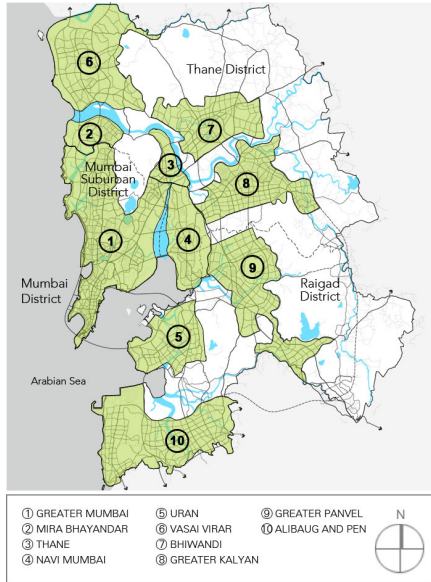 6
Thane District
2
7
Mumbai
Suburban
District
3
8
1
4
9
Mumbai
District
Raigad
District
5
Arabian Sea
10
① GREATER MUMBAI
② MIRA BHAYANDAR
③ THANE
④ NAVI MUMBAI
⑤ URAN
⑥ VASAI VIRAR
⑦ BHIWANDI
⑧ GREATER KALYAN
⑨ GREATER PANVEL
⑩ ALIBAUG AND PEN
N